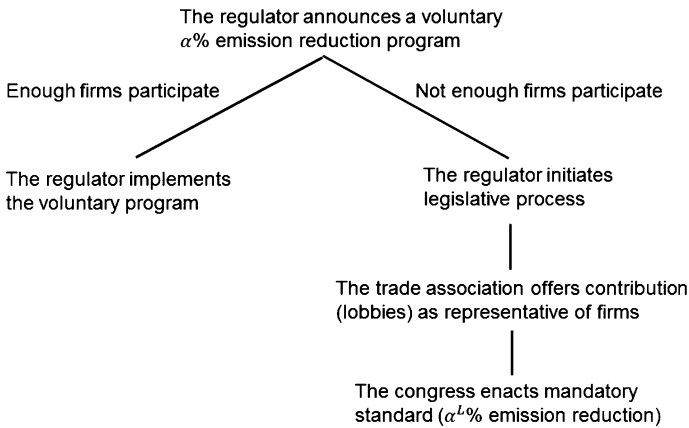 The regulator announces a voluntary
α% emission reduction program
Enough firms participate
Not enough firms participate
The regulator implements
the voluntary program
The regulator initiates
legislative process
The trade association offers contribution
(lobbies) as representative of firms
The congress enacts mandatory
standard (αᴸ% emission reduction)